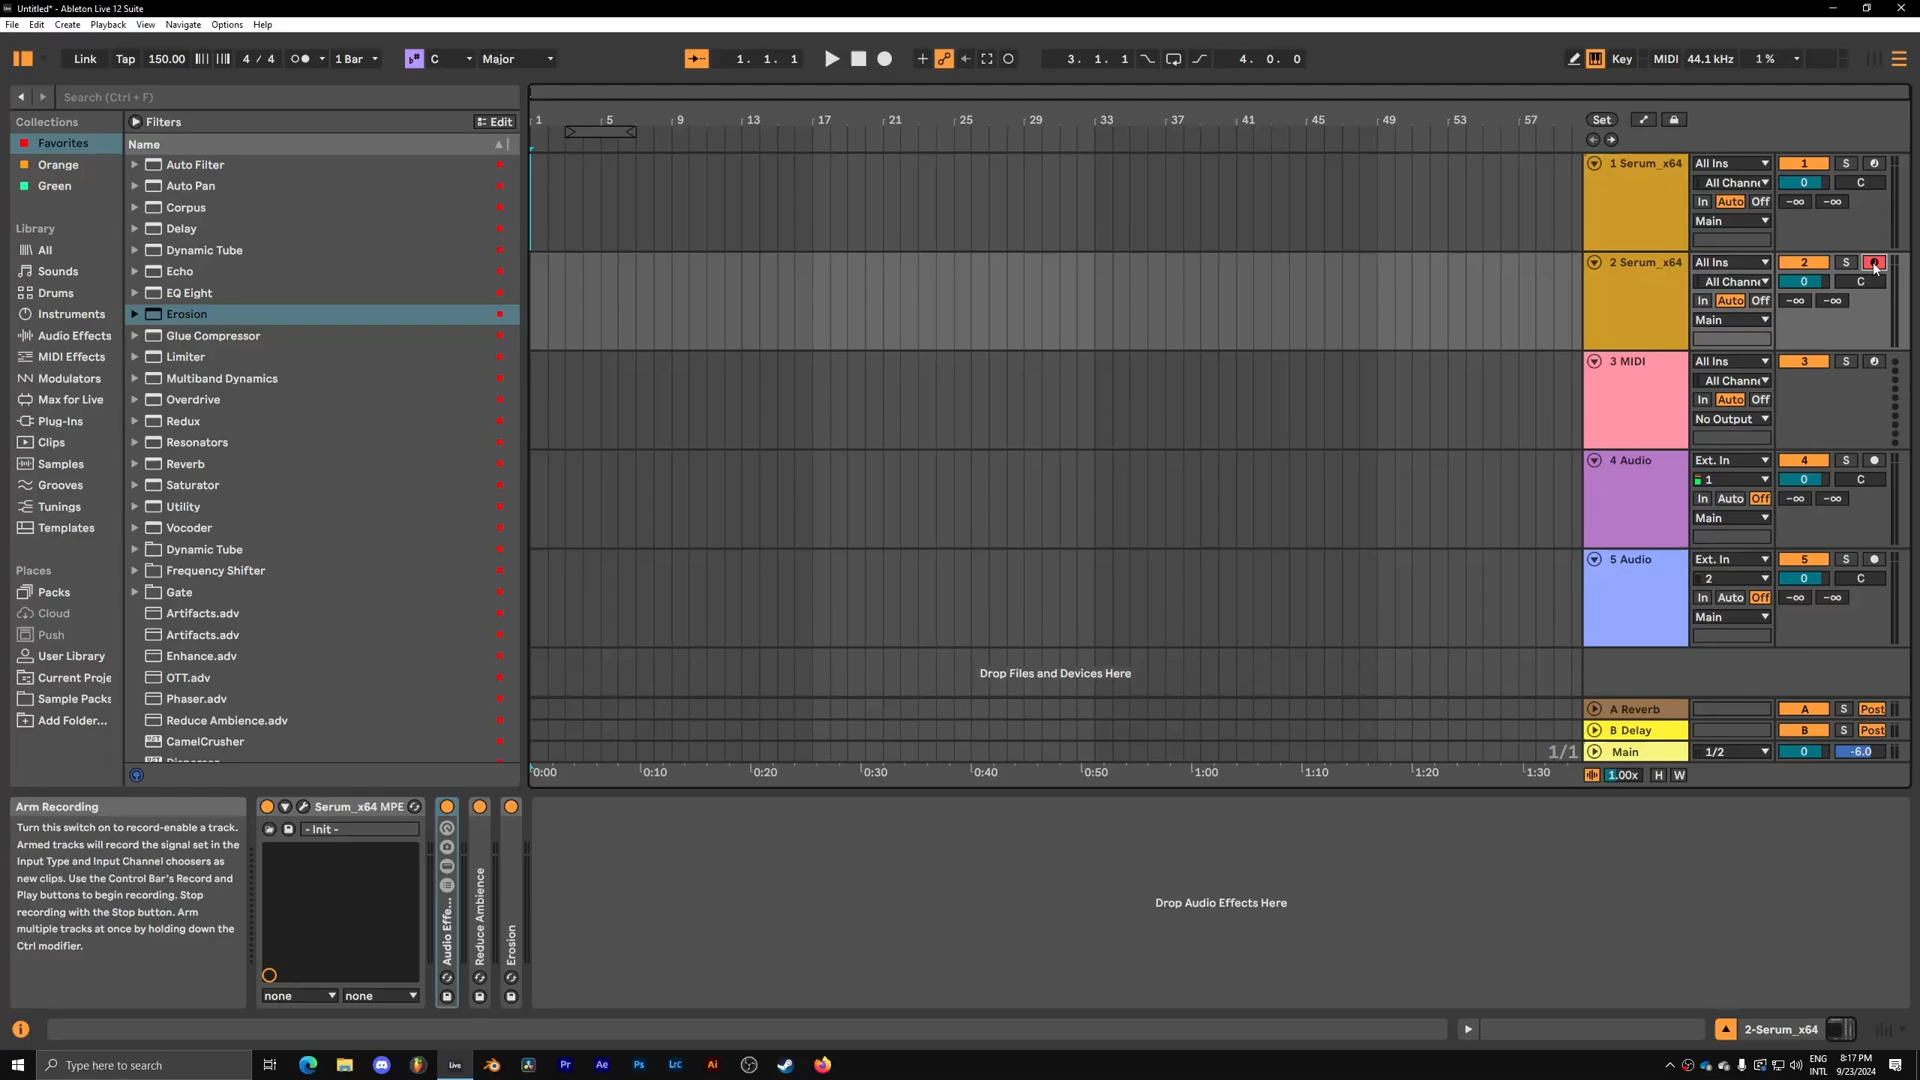 Untitled* - Ableton Live 12 Suite
File Edit Create Playback View Navigate Options Help
Link Tap 150.00 4 / 4 1 Bar C Major 1. 1. 1 3. 1. 1 4. 0. 0 Key MIDI 44.1 kHz 1 %
Search (Ctrl + F)
Collections
Favorites
Orange
Green
Library
All
Sounds
Drums
Instruments
Audio Effects
MIDI Effects
Modulators
Max for Live
Plug-Ins
Clips
Samples
Grooves
Tunings
Templates
Places
Packs
Cloud
Push
User Library
Current Proje
Sample Packs
Add Folder...
Filters Edit
Name
Auto Filter
Auto Pan
Corpus
Delay
Dynamic Tube
Echo
EQ Eight
Erosion
Glue Compressor
Limiter
Multiband Dynamics
Overdrive
Redux
Resonators
Reverb
Saturator
Utility
Vocoder
Dynamic Tube
Frequency Shifter
Gate
Artifacts.adv
Artifacts.adv
Enhance.adv
OTT.adv
Phaser.adv
Reduce Ambience.adv
CamelCrusher
1 5 9 13 17 21 25 29 33 37 41 45 49 53 57
Set
1 Serum_x64 All Ins 1 S
All Channe 0 C
In Auto Off -∞ -∞
Main
2 Serum_x64 All Ins 2 S
All Channe 0 C
In Auto Off -∞ -∞
Main
3 MIDI All Ins 3 S
All Channe
In Auto Off
No Output
4 Audio Ext. In 4 S
1 0 C
In Auto Off -∞ -∞
Main
5 Audio Ext. In 5 S
2 0 C
In Auto Off -∞ -∞
Main
Drop Files and Devices Here
A Reverb A S Post
B Delay B S Post
1/1 Main 1/2 0 -6.0
0:00 0:10 0:20 0:30 0:40 0:50 1:00 1:10 1:20 1:30 1.00x H W
Arm Recording
Turn this switch on to record-enable a track.
Armed tracks will record the signal set in the
Input Type and Input Channel choosers as
new clips. Use the Control Bar's Record and
Play buttons to begin recording. Stop
recording with the Stop button. Arm
multiple tracks at once by holding down the
Ctrl modifier.
Serum_x64 MPE
- Init -
none none
Audio Effe...
Reduce Ambience
Erosion
Drop Audio Effects Here
2-Serum_x64
Type here to search
Live
Pr Ae Ps LrC Ai
ENG
INTL
8:17 PM
9/23/2024